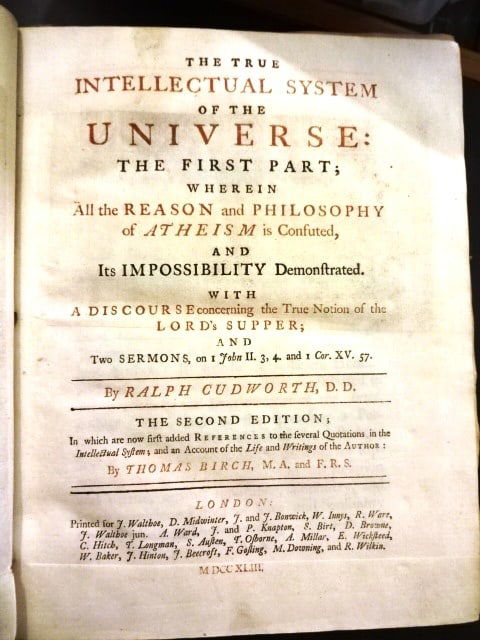 THE TRUE
INTELLECTUAL SYSTEM
OF THE
UNIVERSE:
THE FIRST PART;
WHEREIN
All the REASON and PHILOSOPHY
of ATHEISM is Confuted,
AND
Its IMPOSSIBILITY Demonſtrated.
WITH
A DISCOURSE concerning the True Notion of the
LORD's SUPPER;
AND
Two SERMONS, on 1 John II. 3, 4. and 1 Cor. XV. 57.
By RALPH CUDWORTH, D. D.
THE SECOND EDITION;
In which are now firſt added REFERENCES to the ſeveral Quotations in the
Intellectual Syſtem; and an Account of the Life and Writings of the AUTHOR:
By THOMAS BIRCH, M. A. and F. R. S.
LONDON:
Printed for J. Walthoe, D. Midwinter, J. and J. Bonwick, W. Innys, R. Ware,
J. Walthoe jun. A. Ward, J. and P. Knapton, S. Birt, D. Browne,
C. Hitch, T. Longman, S. Auſten, T. Oſborne, A. Millar, E. Wickſteed,
W. Baker, J. Hinton, J. Beecroft, F. Goſling, M. Downing, and R. Wilkin.
M DCC XLIII.